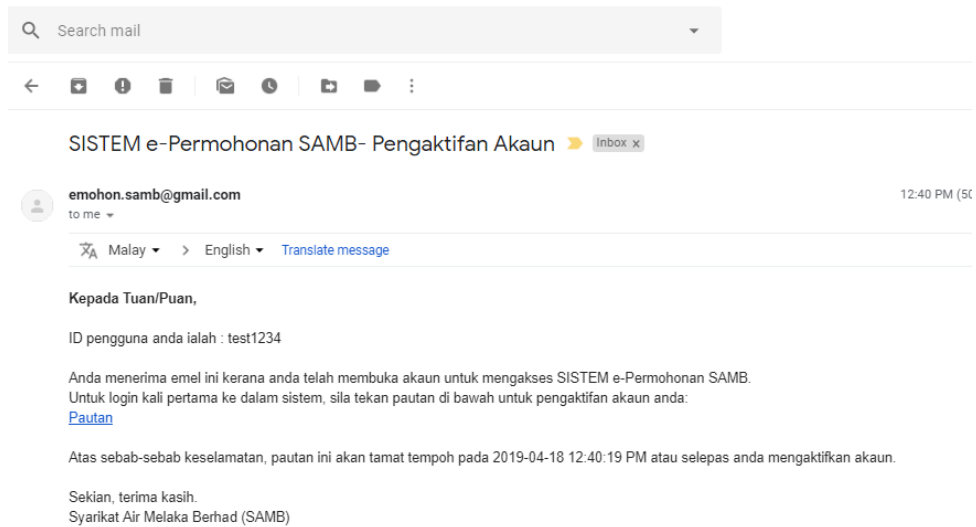 Search mail
SISTEM e-Permohonan SAMB- Pengaktifan Akaun Inbox x
emohon.samb@gmail.com 12:40 PM (50
to me
Malay > English Translate message
Kepada Tuan/Puan,
ID pengguna anda ialah : test1234
Anda menerima emel ini kerana anda telah membuka akaun untuk mengakses SISTEM e-Permohonan SAMB.
Untuk login kali pertama ke dalam sistem, sila tekan pautan di bawah untuk pengaktifan akaun anda:
Pautan
Atas sebab-sebab keselamatan, pautan ini akan tamat tempoh pada 2019-04-18 12:40:19 PM atau selepas anda mengaktifkan akaun.
Sekian, terima kasih.
Syarikat Air Melaka Berhad (SAMB)